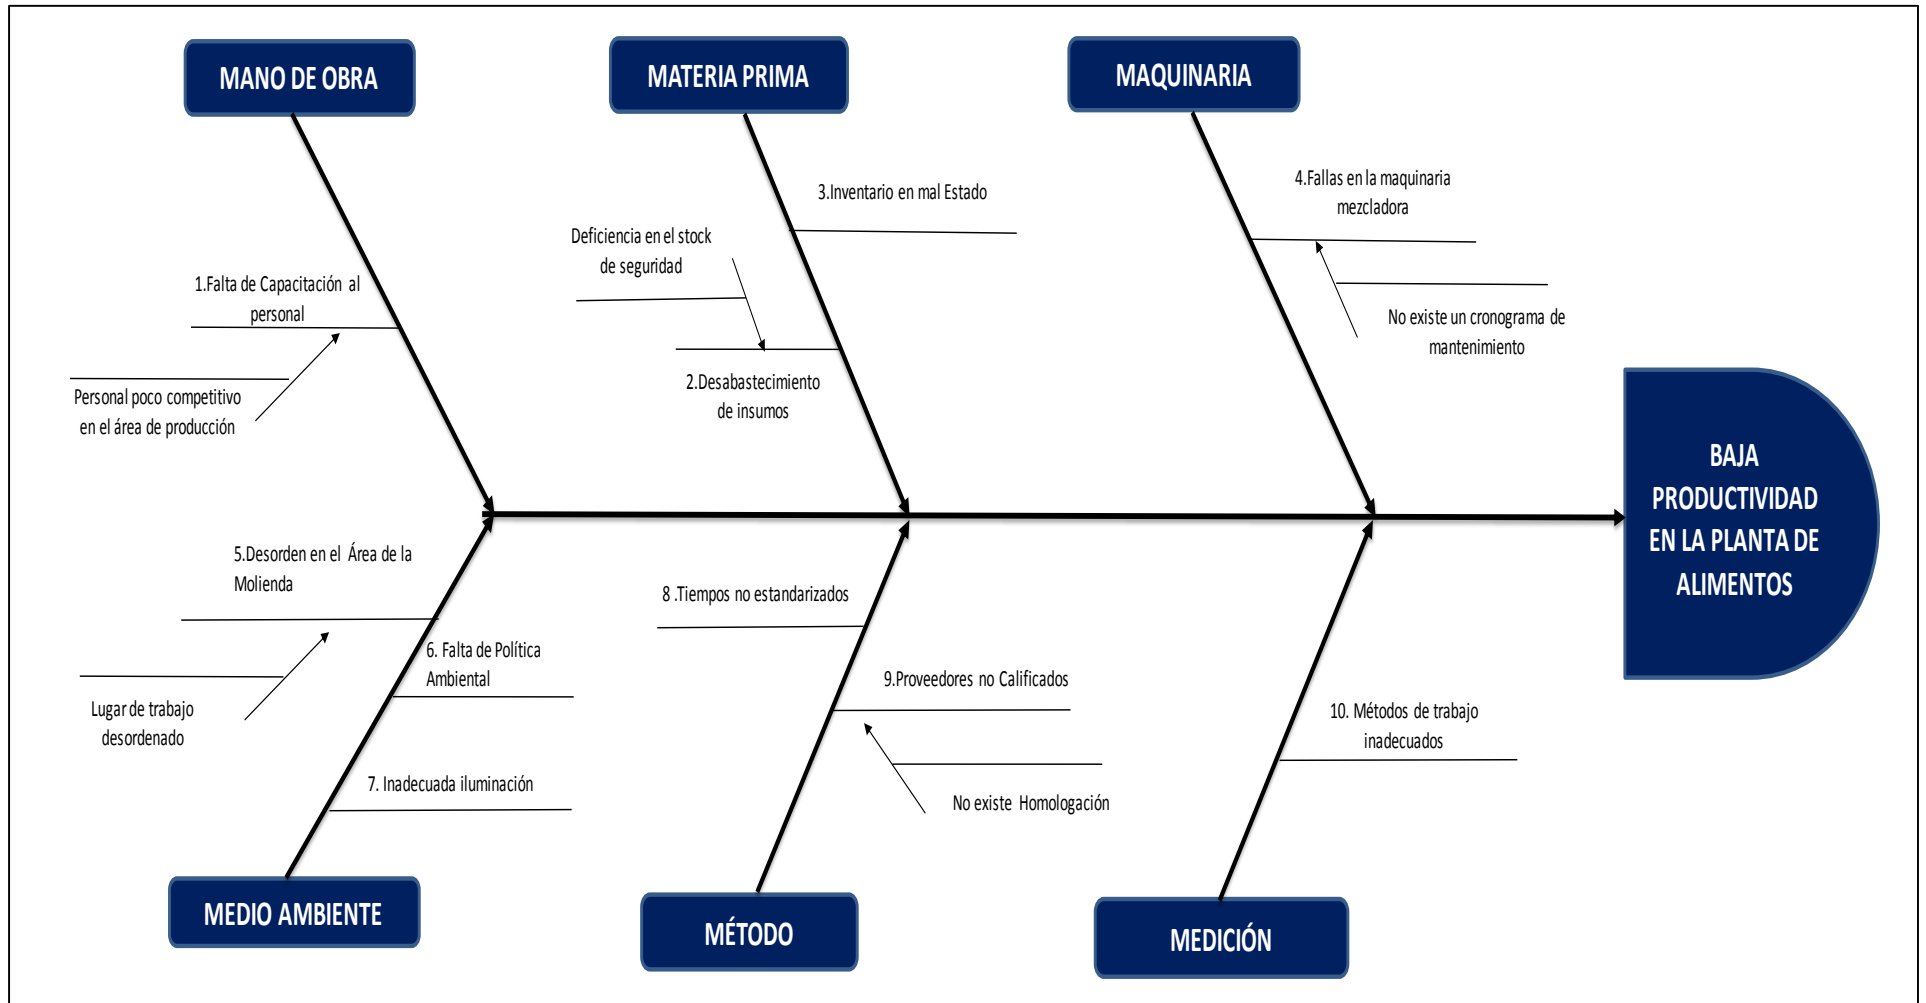 MANO DE OBRA
MATERIA PRIMA
MAQUINARIA
3.Inventario en mal Estado
4.Fallas en la maquinaria
mezcladora
Deficiencia en el stock
de seguridad
1.Falta de Capacitación al
personal
No existe un cronograma de
mantenimiento
2.Desabastecimiento
de insumos
Personal poco competitivo
en el área de producción
BAJA
PRODUCTIVIDAD
EN LA PLANTA DE
ALIMENTOS
5.Desorden en el Área de la
Molienda
8 .Tiempos no estandarizados
6. Falta de Política
Ambiental
9.Proveedores no Calificados
Lugar de trabajo
desordenado
10. Métodos de trabajo
inadecuados
7. Inadecuada iluminación
No existe Homologación
MEDIO AMBIENTE
MÉTODO
MEDICIÓN